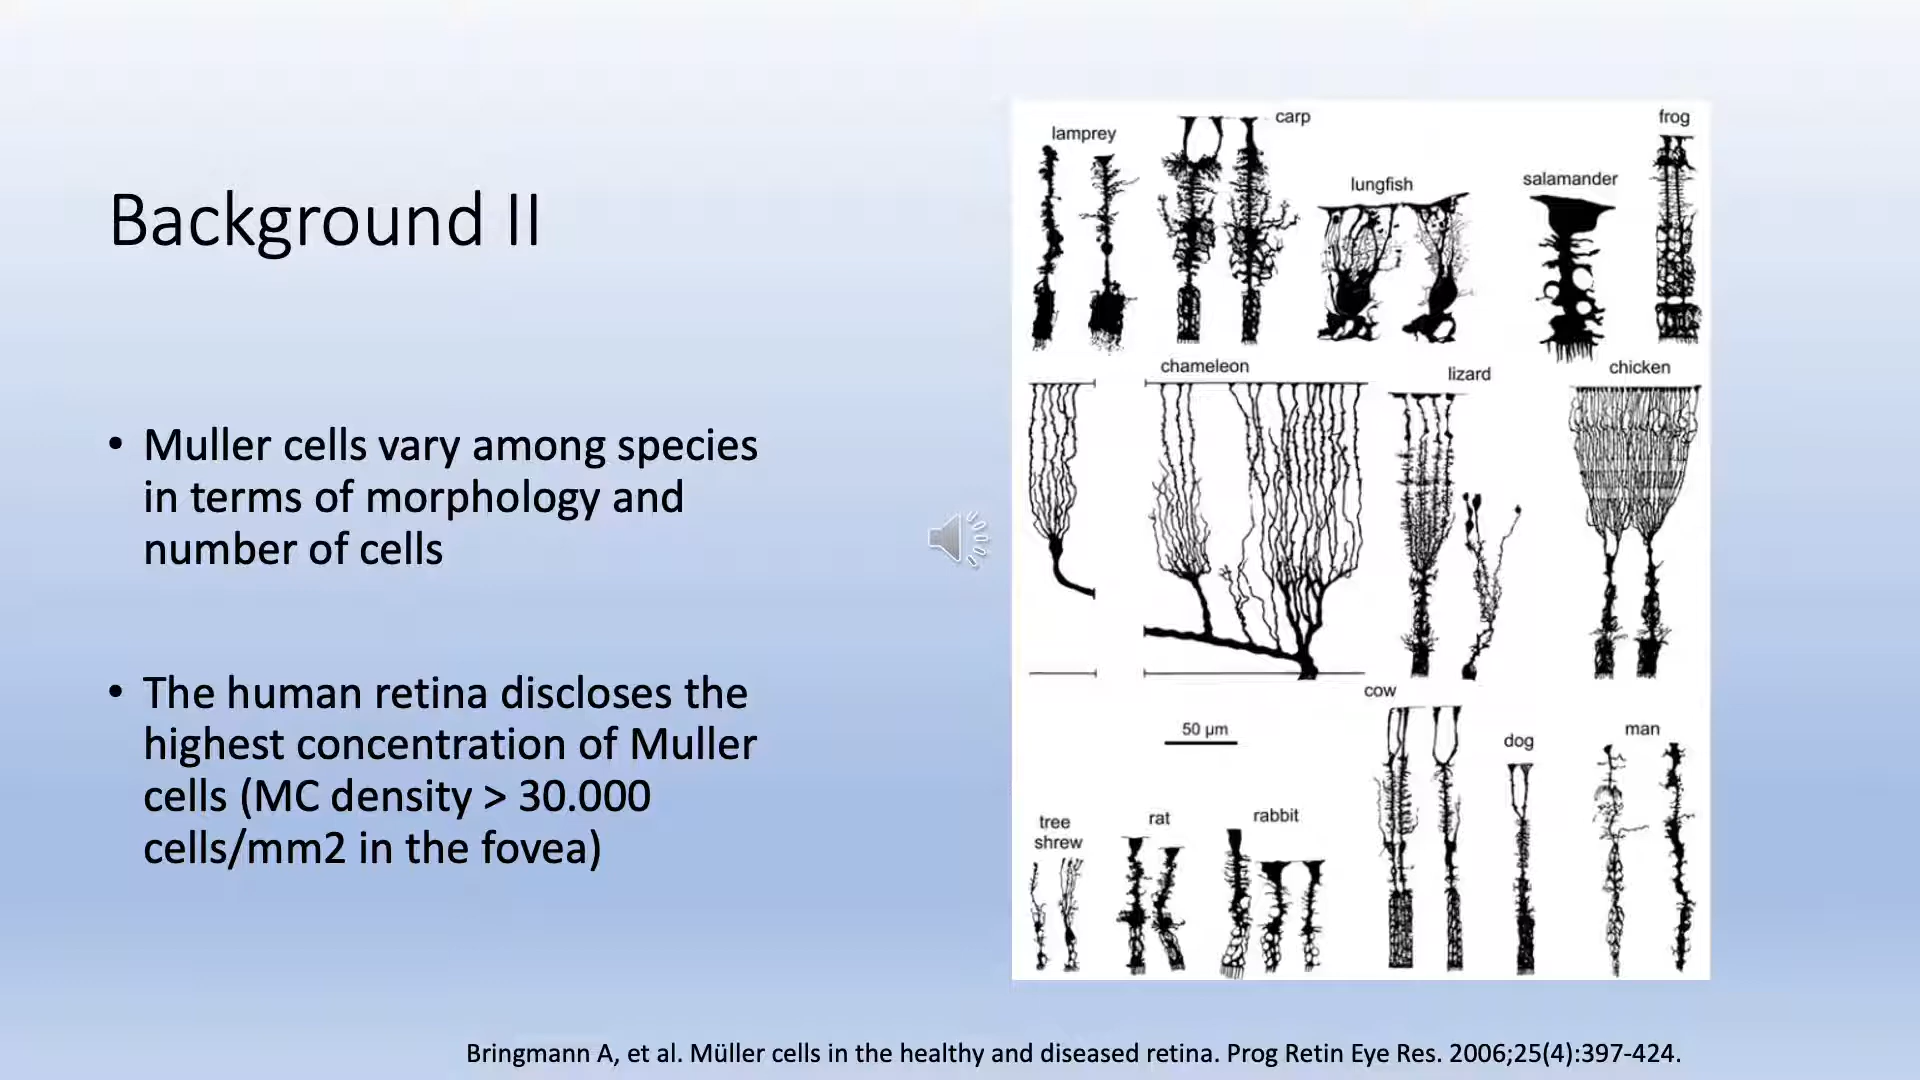 Background II
• Muller cells vary among species
in terms of morphology and
number of cells
• The human retina discloses the
highest concentration of Muller
cells (MC density > 30.000
cells/mm2 in the fovea)
lamprey
carp
lungfish
salamander
frog
chameleon
lizard
chicken
50 µm
cow
dog
man
tree
shrew
rat
rabbit
Bringmann A, et al. Müller cells in the healthy and diseased retina. Prog Retin Eye Res. 2006;25(4):397-424.